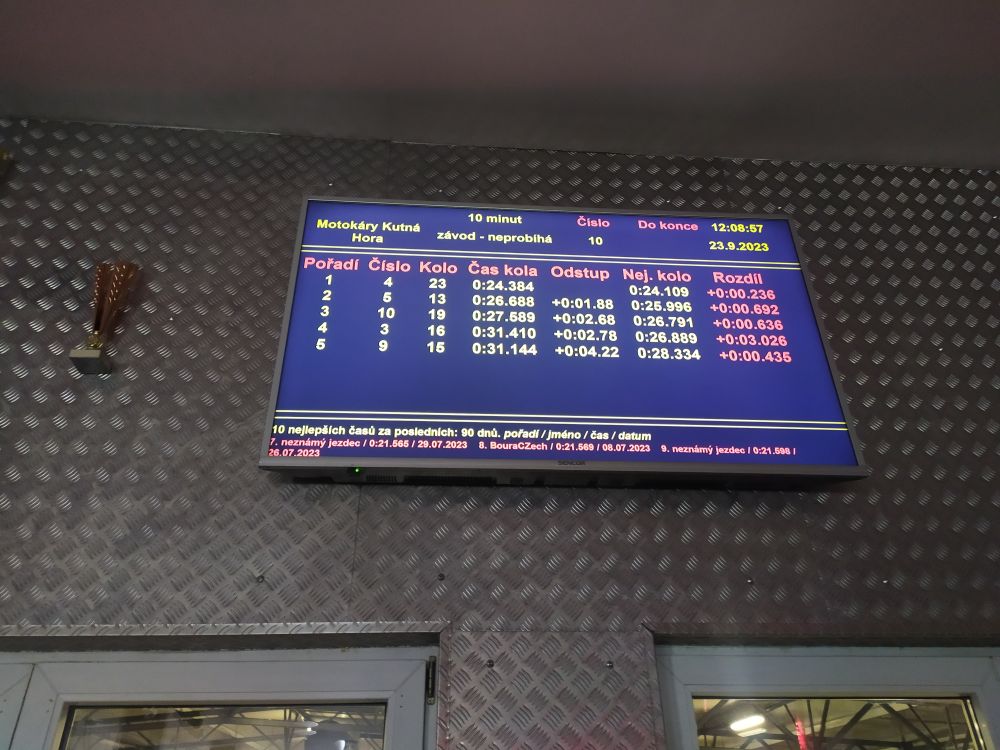 Motokáry Kutná Hora
10 minut
závod - neprobíhá
Číslo
10
Do konce
12:08:57
23.9.2023
Pořadí Číslo Kolo Čas kola Odstup Nej. kolo Rozdíl
1 4 23 0:24.384 0:24.109 +0:00.236
2 5 13 0:26.688 +0:01.88 0:25.996 +0:00.692
3 10 19 0:27.589 +0:02.68 0:26.791 +0:00.636
4 3 16 0:31.410 +0:02.78 0:26.889 +0:03.026
5 9 15 0:31.144 +0:04.22 0:28.334 +0:00.435
10 nejlepších časů za posledních: 90 dnů. pořadí / jméno / čas / datum
7. neznámý jezdec / 0:21.565 / 29.07.2023 8. BouraCZech / 0:21.569 / 08.07.2023 9. neznámý jezdec / 0:21.598 /
26.07.2023
SENCOR